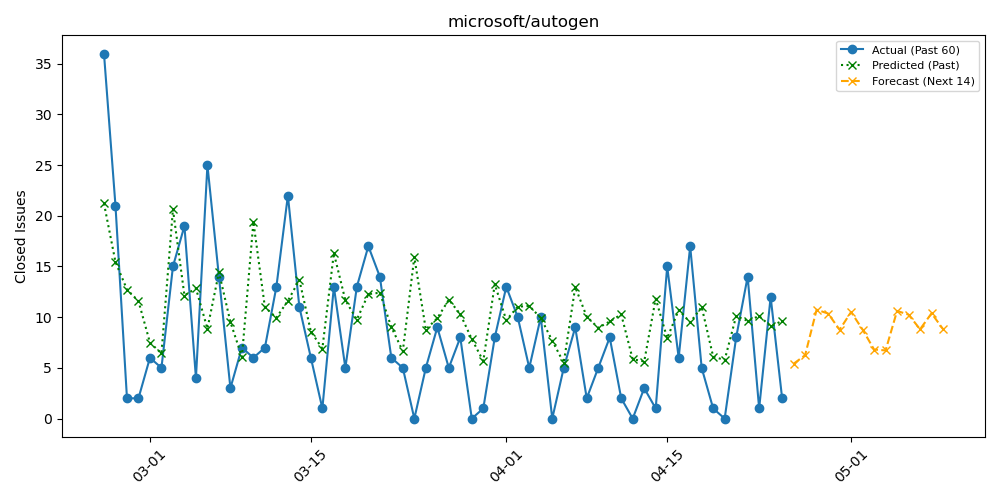 microsoft/autogen
Closed Issues
35
30
25
20
15
10
5
0
Actual (Past 60)
Predicted (Past)
Forecast (Next 14)
03-01
03-15
04-01
04-15
05-01